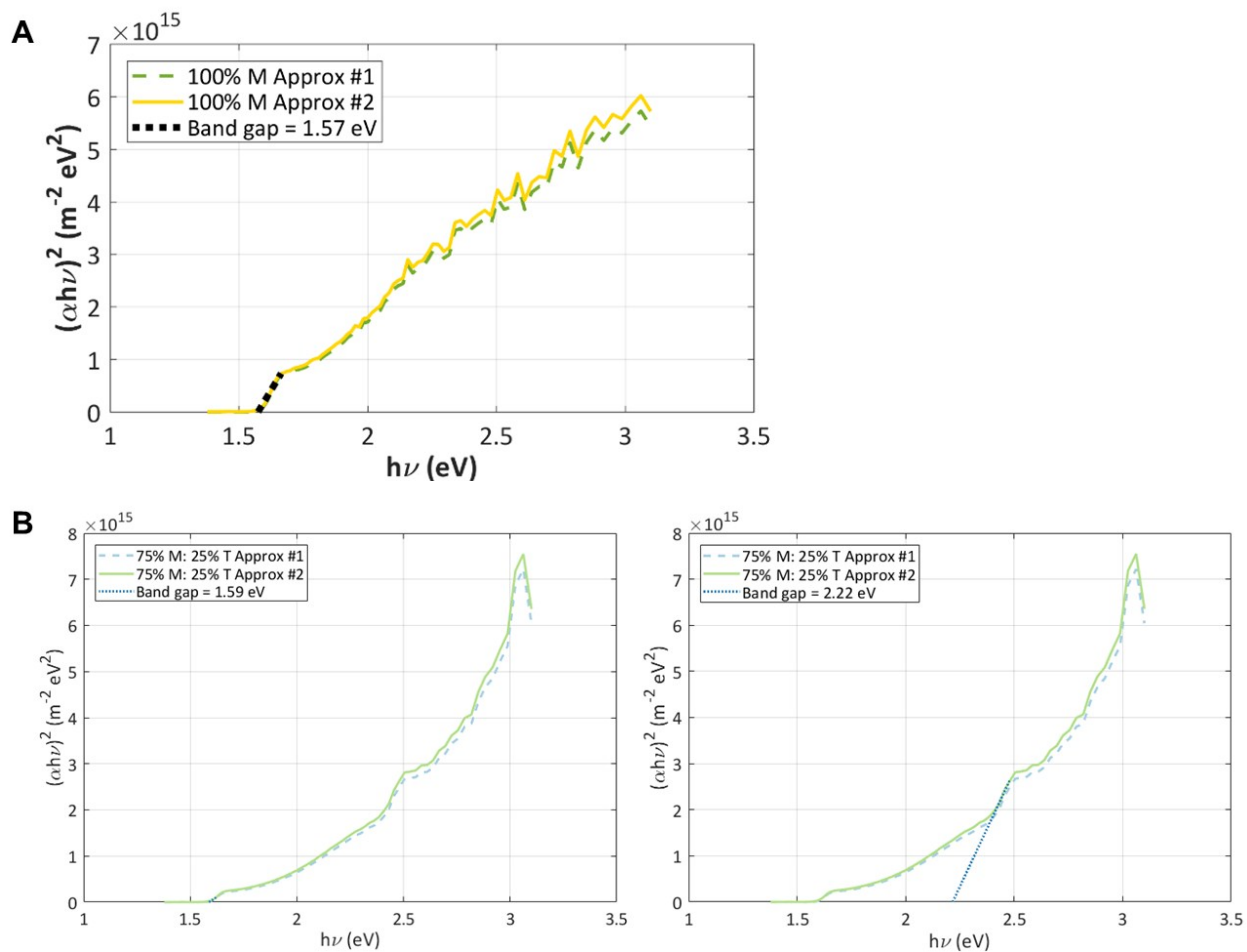 A
×10^15
7
6
5
4
3
2
1
0
(αhν)^2 (m^-2 eV^2)
100% M Approx #1
100% M Approx #2
Band gap = 1.57 eV
1 1.5 2 2.5 3 3.5
hν (eV)
B
×10^15
8
7
6
5
4
3
2
1
0
(αhν)^2 (m^-2 eV^2)
75% M: 25% T Approx #1
75% M: 25% T Approx #2
Band gap = 1.59 eV
1 1.5 2 2.5 3 3.5
hν (eV)
×10^15
8
7
6
5
4
3
2
1
0
(αhν)^2 (m^-2 eV^2)
75% M: 25% T Approx #1
75% M: 25% T Approx #2
Band gap = 2.22 eV
1 1.5 2 2.5 3 3.5
hν (eV)